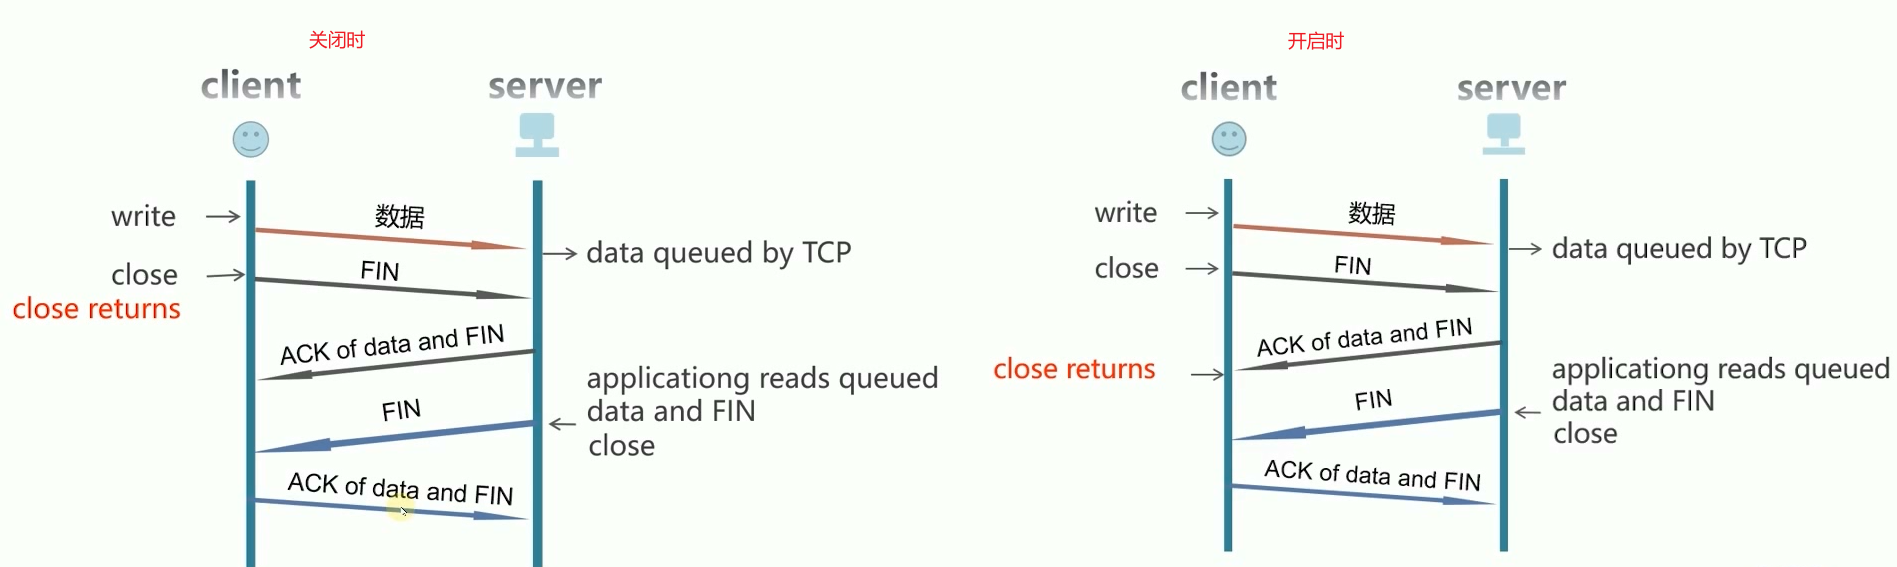 关闭时
client
server
write
数据
data queued by TCP
close
FIN
close returns
ACK of data and FIN
applicationg reads queued
data and FIN
close
FIN
ACK of data and FIN
开启时
client
server
write
数据
data queued by TCP
close
FIN
ACK of data and FIN
close returns
applicationg reads queued
data and FIN
close
FIN
ACK of data and FIN